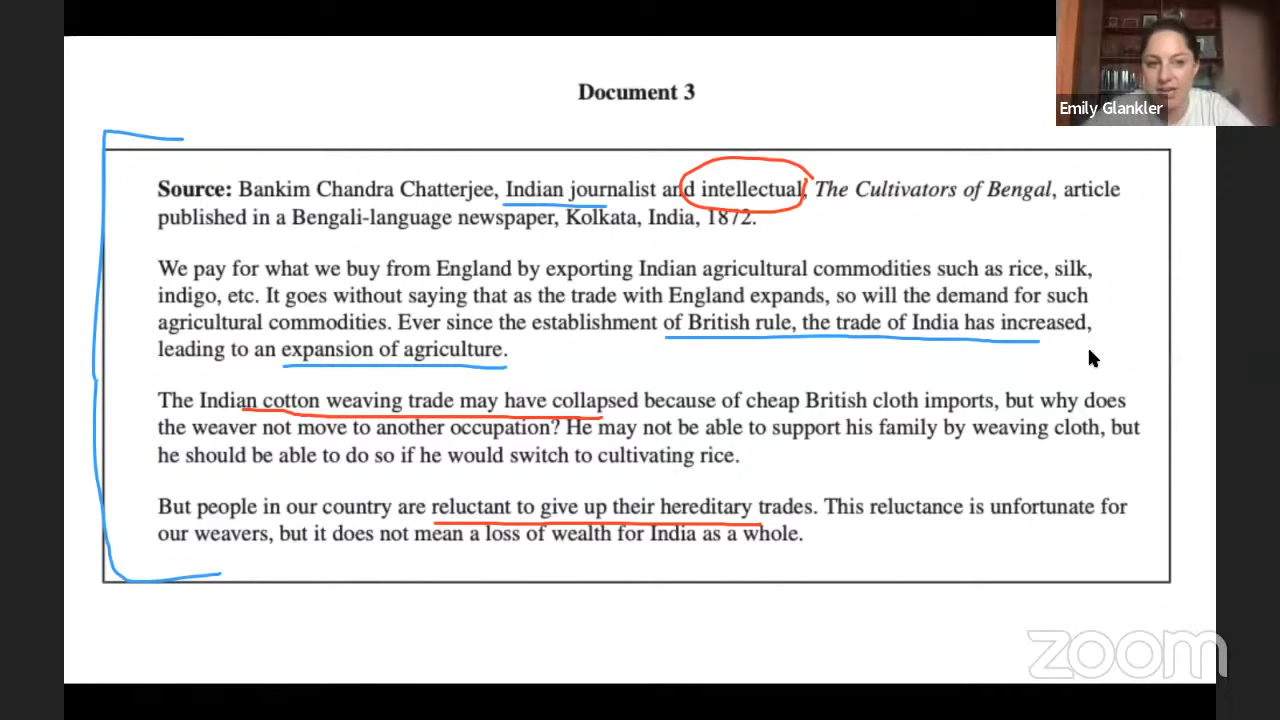 Document 3
Emily Glankler
Source: Bankim Chandra Chatterjee, Indian journalist and intellectual, The Cultivators of Bengal, article
published in a Bengali-language newspaper, Kolkata, India, 1872.
We pay for what we buy from England by exporting Indian agricultural commodities such as rice, silk,
indigo, etc. It goes without saying that as the trade with England expands, so will the demand for such
agricultural commodities. Ever since the establishment of British rule, the trade of India has increased,
leading to an expansion of agriculture.
The Indian cotton weaving trade may have collapsed because of cheap British cloth imports, but why does
the weaver not move to another occupation? He may not be able to support his family by weaving cloth, but
he should be able to do so if he would switch to cultivating rice.
But people in our country are reluctant to give up their hereditary trades. This reluctance is unfortunate for
our weavers, but it does not mean a loss of wealth for India as a whole.
zoom